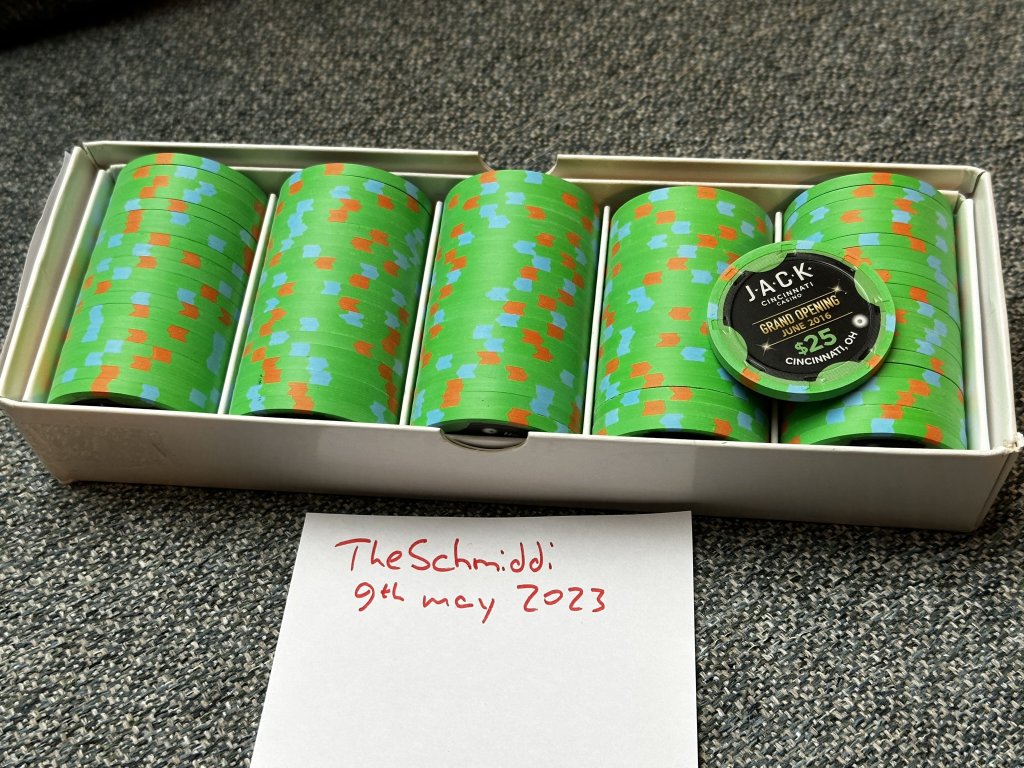 J·A·C·K
CINCINNATI
CASINO
GRAND OPENING
JUNE 2016
$25
CINCINNATI, OH
TheSchmiddi
9th may 2023